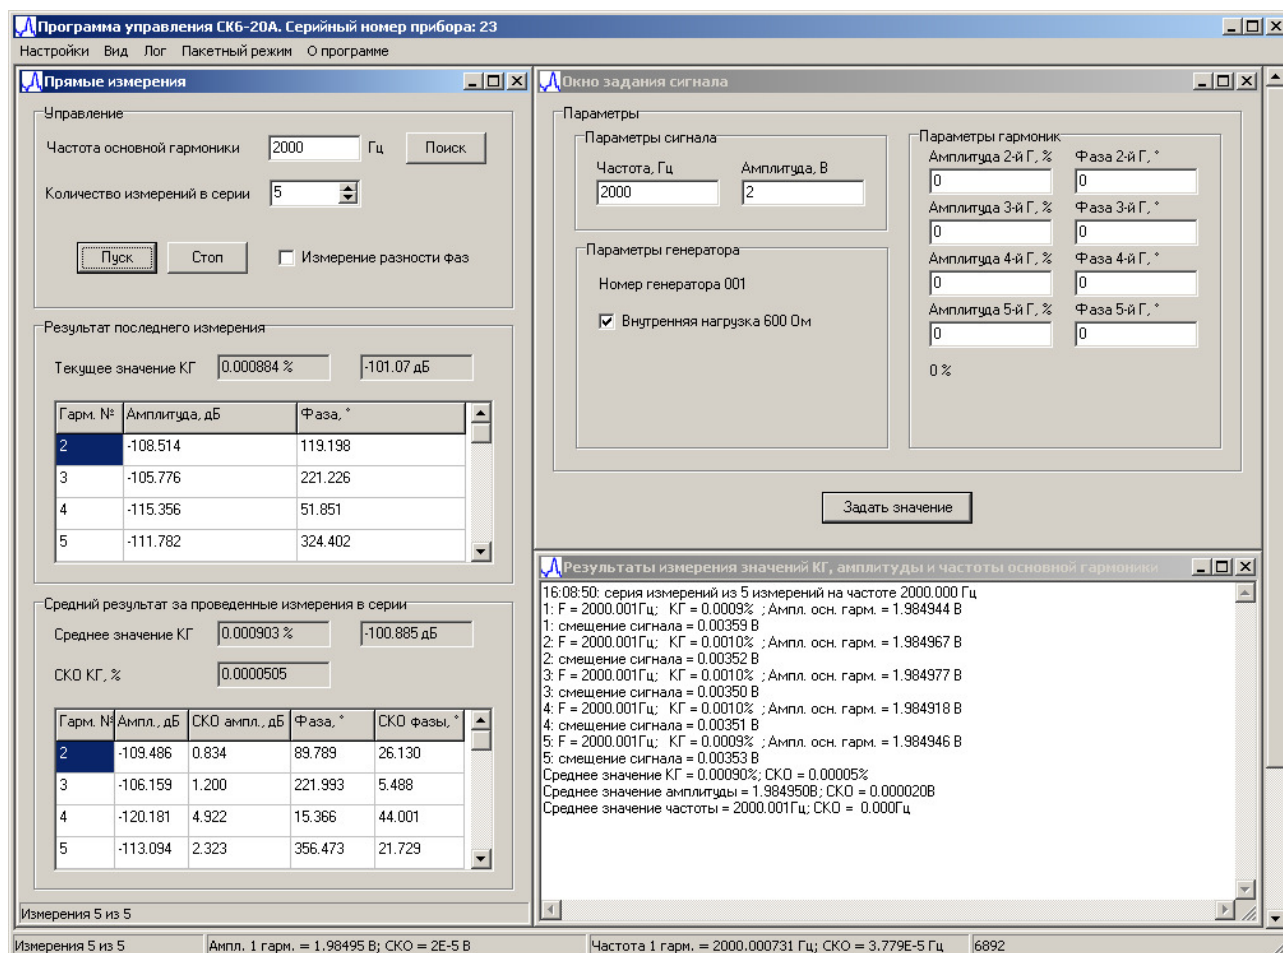 Программа управления СК6-20А. Серийный номер прибора: 23
Настройки Вид Лог Пакетный режим О программе
Прямые измерения
Управление
Частота основной гармоники 2000 Гц Поиск
Количество измерений в серии 5
Пуск Стоп Измерение разности фаз
Результат последнего измерения
Текущее значение КГ 0.000884 % -101.07 дБ
Гарм. № Амплитуда, дБ Фаза, °
2 -108.514 119.198
3 -105.776 221.226
4 -115.356 51.851
5 -111.782 324.402
Средний результат за проведенные измерения в серии
Среднее значение КГ 0.000903 % -100.885 дБ
СКО КГ, % 0.0000505
Гарм. № Ампл., дБ СКО ампл., дБ Фаза, ° СКО фазы, °
2 -109.486 0.834 89.789 26.130
3 -106.159 1.200 221.993 5.488
4 -120.181 4.922 15.366 44.001
5 -113.094 2.323 356.473 21.729
Измерения 5 из 5
Окно задания сигнала
Параметры
Параметры сигнала
Частота, Гц Амплитуда, В
2000 2
Параметры генератора
Номер генератора 001
Внутренняя нагрузка 600 Ом
Параметры гармоник
Амплитуда 2-й Г, % Фаза 2-й Г, °
0 0
Амплитуда 3-й Г, % Фаза 3-й Г, °
0 0
Амплитуда 4-й Г, % Фаза 4-й Г, °
0 0
Амплитуда 5-й Г, % Фаза 5-й Г, °
0 0
0 %
Задать значение
Результаты измерения значений КГ, амплитуды и частоты основной гармоники
16:08:50: серия измерений из 5 измерений на частоте 2000.000 Гц
1: F = 2000.001Гц; КГ = 0.0009% ; Ампл. осн. гарм. = 1.984944 В
1: смещение сигнала = 0.00359 В
2: F = 2000.001Гц; КГ = 0.0010% ; Ампл. осн. гарм. = 1.984967 В
2: смещение сигнала = 0.00352 В
3: F = 2000.001Гц; КГ = 0.0010% ; Ампл. осн. гарм. = 1.984977 В
3: смещение сигнала = 0.00350 В
4: F = 2000.001Гц; КГ = 0.0010% ; Ампл. осн. гарм. = 1.984918 В
4: смещение сигнала = 0.00351 В
5: F = 2000.001Гц; КГ = 0.0009% ; Ампл. осн. гарм. = 1.984946 В
5: смещение сигнала = 0.00353 В
Среднее значение КГ = 0.00090%; СКО = 0.00005%
Среднее значение амплитуды = 1.984950В; СКО = 0.000020В
Среднее значение частоты = 2000.001Гц; СКО = 0.000Гц
Измерения 5 из 5 Ампл. 1 гарм. = 1.98495 В; СКО = 2E-5 В Частота 1 гарм. = 2000.000731 Гц; СКО = 3.779E-5 Гц 6892